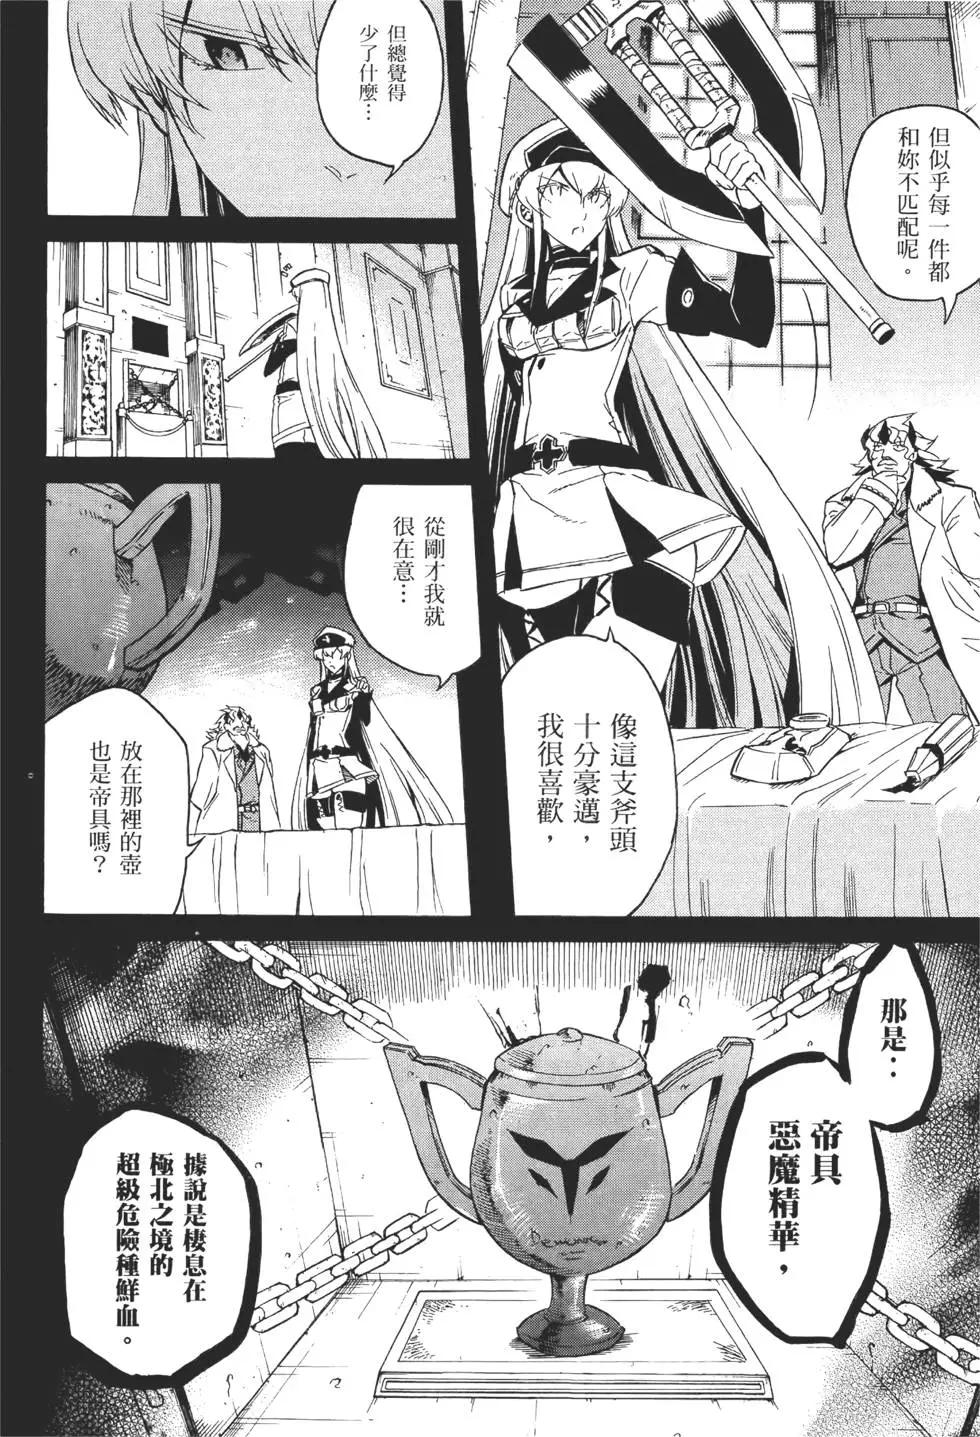 但似乎每一件都
和妳不匹配呢。
像這支斧頭
十分豪邁，
我很喜歡，
但總覺得
少了什麼…
從剛才我就
很在意…
放在那裡的壺
也是帝具嗎？
那是…
帝具
惡魔精華，
據說是棲息在
極北之境的
超級危險種鮮血。